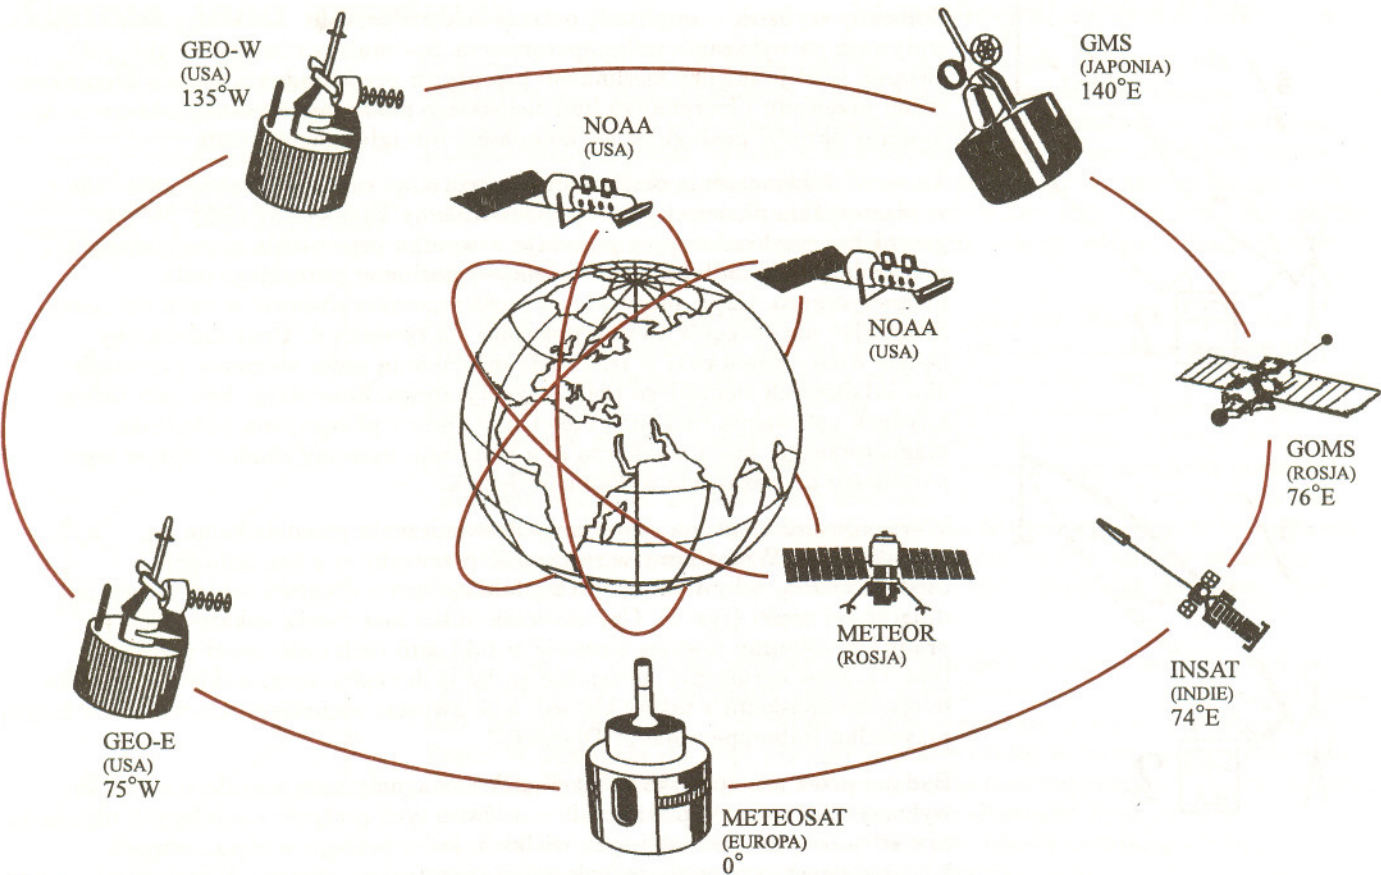 GEO-W
(USA)
135°W
NOAA
(USA)
GMS
(JAPONIA)
140°E
NOAA
(USA)
GOMS
(ROSJA)
76°E
METEOR
(ROSJA)
INSAT
(INDIE)
74°E
GEO-E
(USA)
75°W
METEOSAT
(EUROPA)
0°